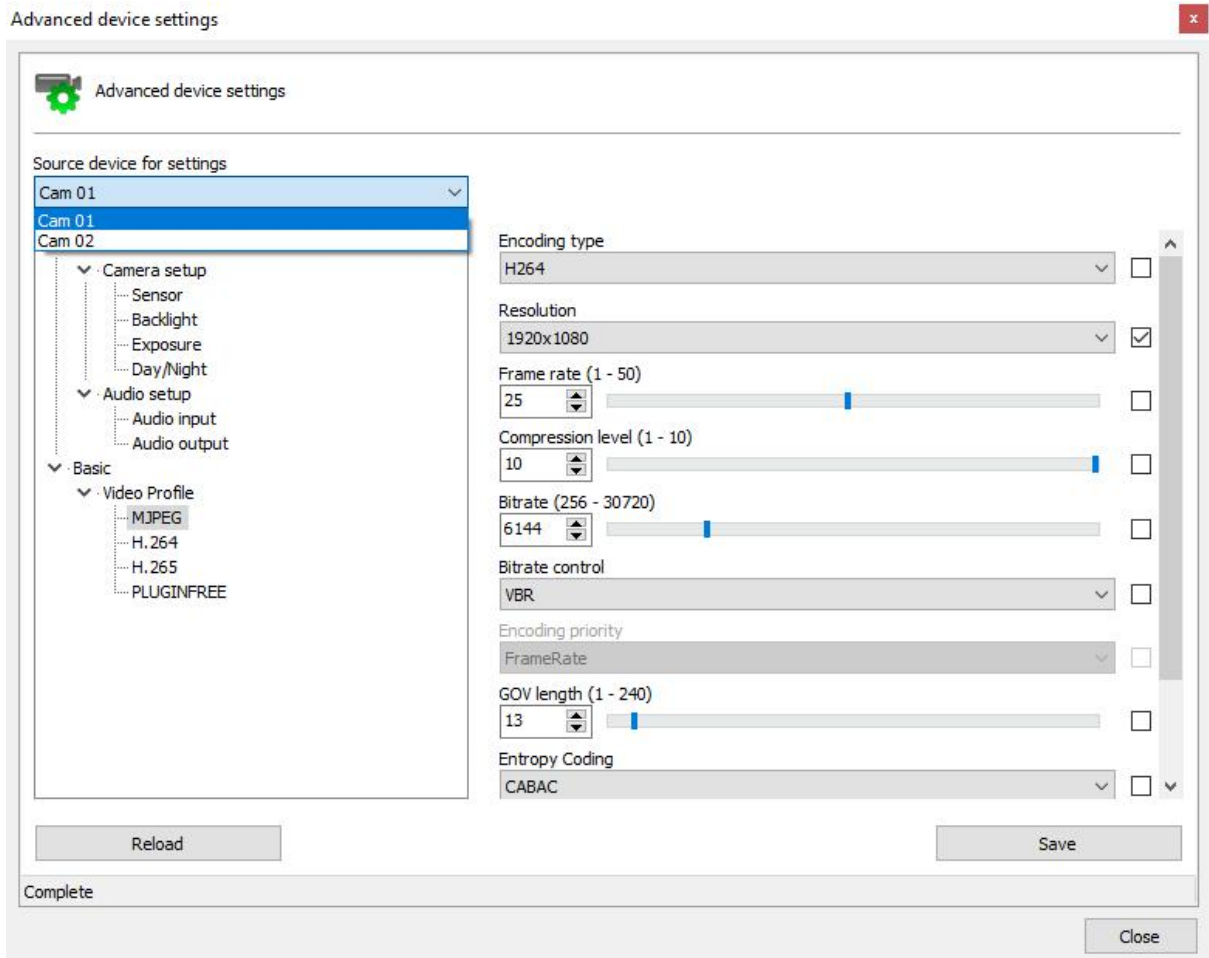 Advanced device settings
x
Advanced device settings
Source device for settings
Cam 01
Cam 01
Cam 02
Camera setup
Sensor
Backlight
Exposure
Day/Night
Audio setup
Audio input
Audio output
Basic
Video Profile
MJPEG
H.264
H.265
PLUGINFREE
Encoding type
H264
Resolution
1920x1080
Frame rate (1 - 50)
25
Compression level (1 - 10)
10
Bitrate (256 - 30720)
6144
Bitrate control
VBR
Encoding priority
FrameRate
GOV length (1 - 240)
13
Entropy Coding
CABAC
Reload
Save
Complete
Close